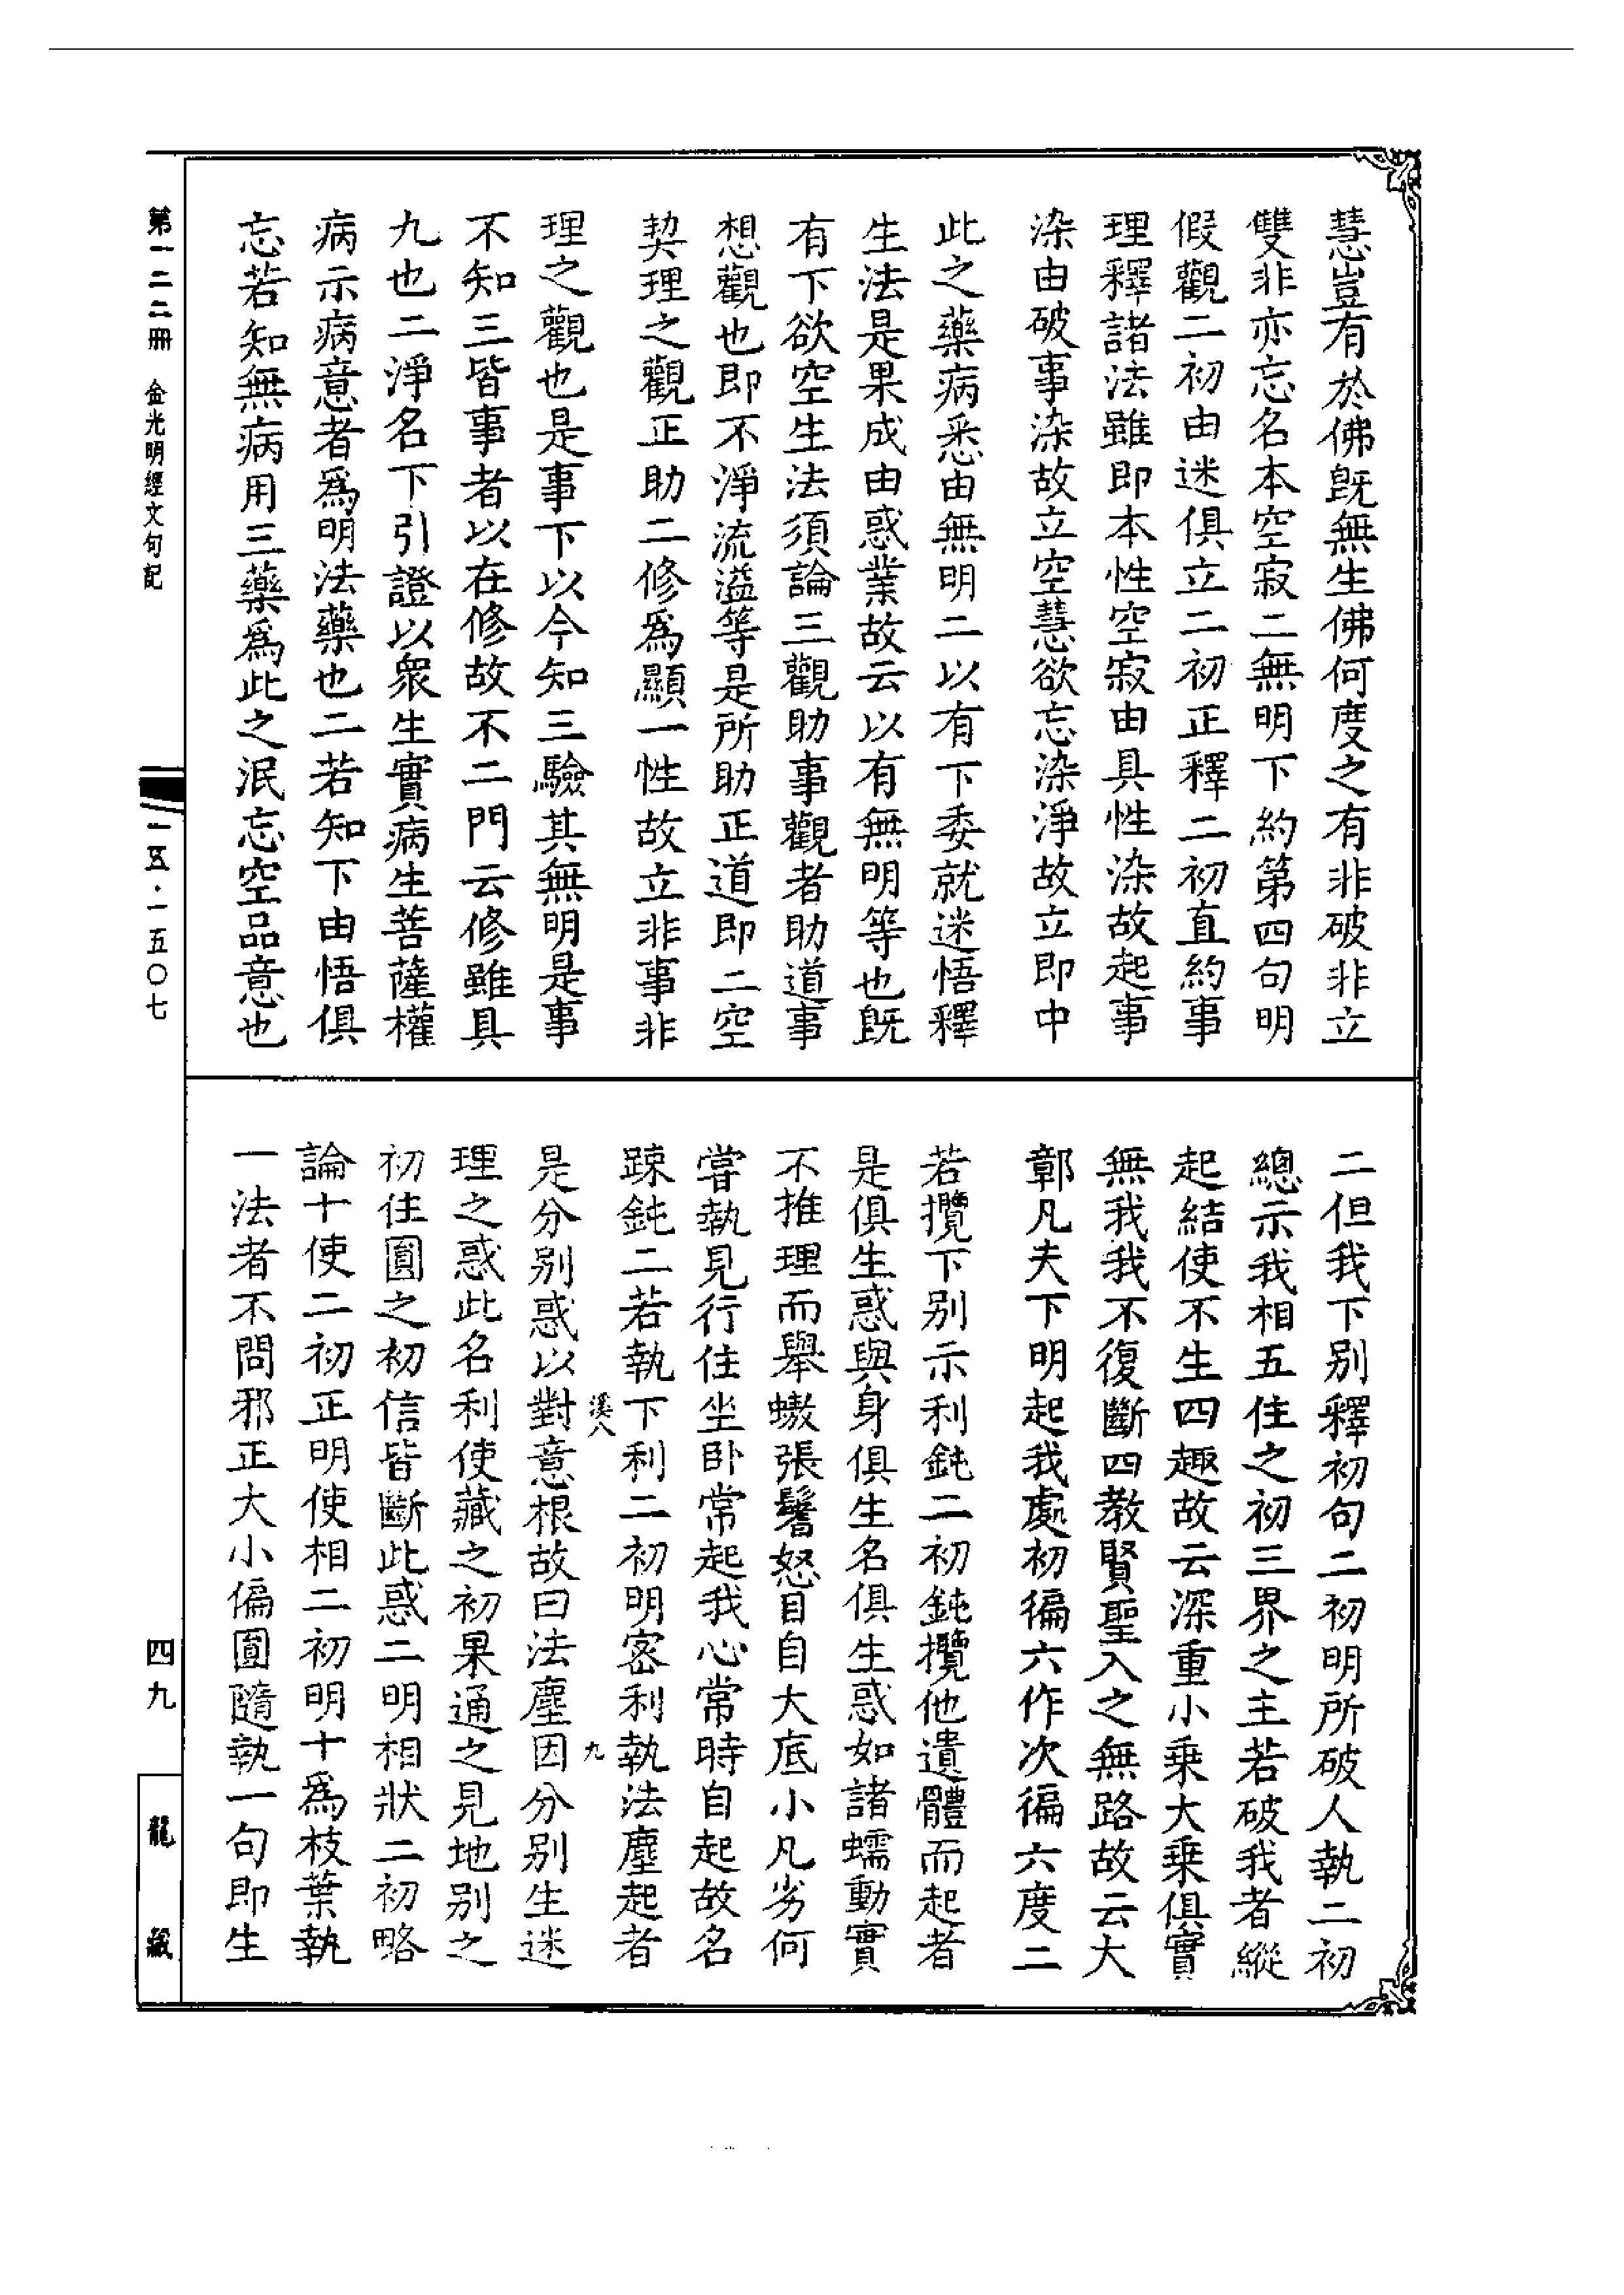 慧豈有於佛旣無生佛何度之有非破非立
雙非亦忘名本空寂二無明下約第四句明
假觀二初由迷俱立二初正釋二初直約事
理釋諸法雖即本性空寂由具性染故起事
染由破事染故立空慧欲忘染淨故立即中
此之藥病悉由無明二以有下委就迷悟釋
生法是果成由惑業故云以有無明等也旣
有下欲空生法須論三觀助事觀者助道事
想觀也即不淨流溢等是所助正道即二空
契理之觀正助二修爲顯一性故立非事非
理之觀也是事下以今知三驗其無明是事
不知三皆事者以在修故不二門云修雖具
九也二淨名下引證以衆生實病生菩薩權
病示病意者爲明法藥也二若知下由悟俱
忘若知無病用三藥爲此之泯忘空品意也
二但我下別釋初句二初明所破人執二初
總示我相五住之初三界之主若破我者縱
起結使不生四趣故云深重小乘大乘俱實
無我我不復斷四教賢聖入之無路故云大
鄣凡夫下明起我處初徧六作次徧六度二
若攬下别示利鈍二初鈍攬他遺體而起者
是俱生惑與身俱生名俱生惑如諸蠕動實
不推理而舉螯張鬐怒目自大底小凡劣何
甞執見行住坐卧常起我心常時自起故名
踈鈍二若執下利二初明密利執法塵起者
溪八 九
是分别惑以對意根故曰法塵因分别生迷
理之惑此名利使藏之初果通之見地别之
初住圓之初信皆斷此惑二明相狀二初略
論十使二初正明使相二初明十爲枝葉執
一法者不問邪正大小偏圓隨執一句即生
第一二二冊 金光明經文句記
一五·一五〇七
四九
龍藏